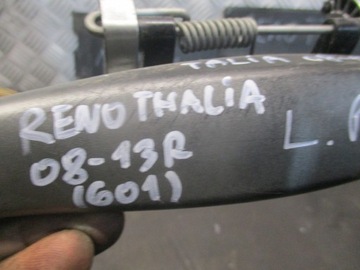 TALIA
RENO THALIA
08-13R
(601)
L.